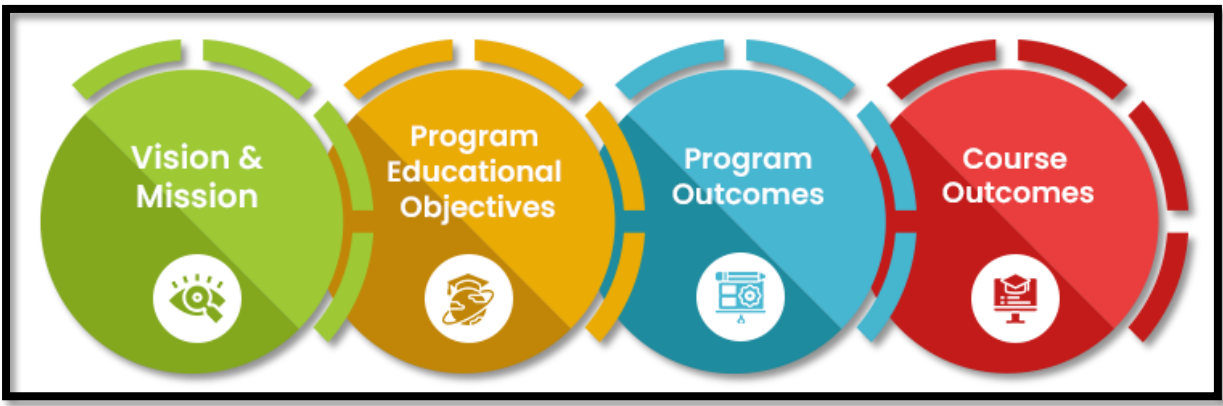 Vision &
Mission
Program
Educational
Objectives
Program
Outcomes
Course
Outcomes